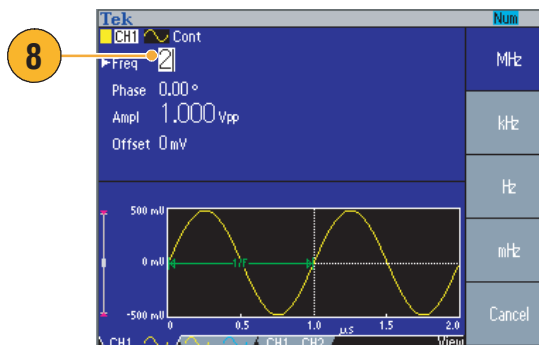 Tek Num
8
CH1 Cont
Freq 2
MHz
Phase 0.00 °
Ampl 1.000 Vpp
kHz
Offset 0 mV
Hz
500 mV
0 mV
1/F
mHz
-500 mV
0 0.5 1.0 µs 1.5 2.0
Cancel
CH1 CH1 CH2 View